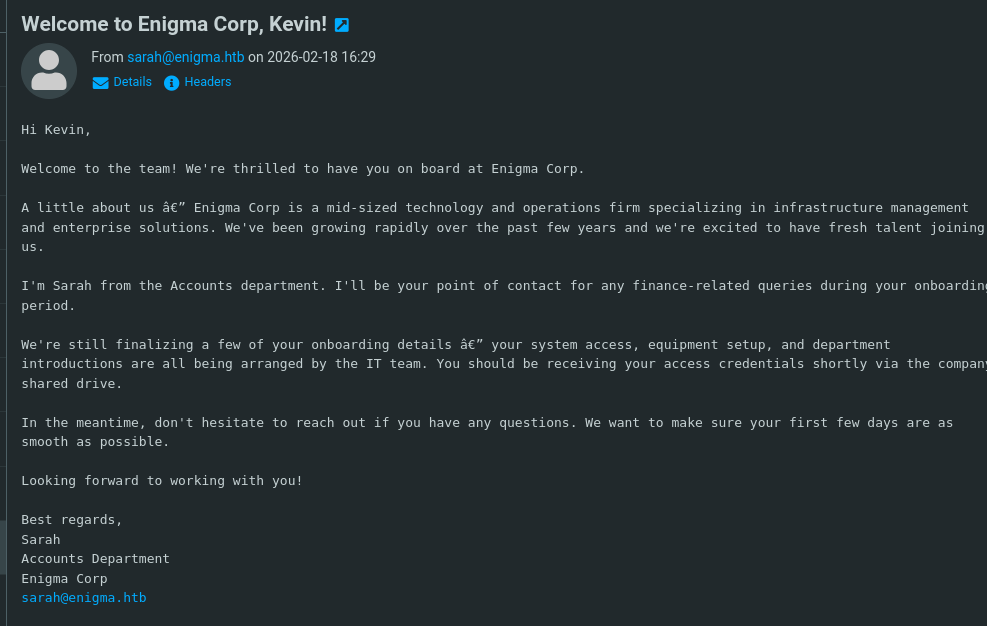 Welcome to Enigma Corp, Kevin!
From sarah@enigma.htb on 2026-02-18 16:29
Details Headers
Hi Kevin,
Welcome to the team! We're thrilled to have you on board at Enigma Corp.
A little about us â€” Enigma Corp is a mid-sized technology and operations firm specializing in infrastructure management
and enterprise solutions. We've been growing rapidly over the past few years and we're excited to have fresh talent joining
us.
I'm Sarah from the Accounts department. I'll be your point of contact for any finance-related queries during your onboarding
period.
We're still finalizing a few of your onboarding details â€” your system access, equipment setup, and department
introductions are all being arranged by the IT team. You should be receiving your access credentials shortly via the company
shared drive.
In the meantime, don't hesitate to reach out if you have any questions. We want to make sure your first few days are as
smooth as possible.
Looking forward to working with you!
Best regards,
Sarah
Accounts Department
Enigma Corp
sarah@enigma.htb